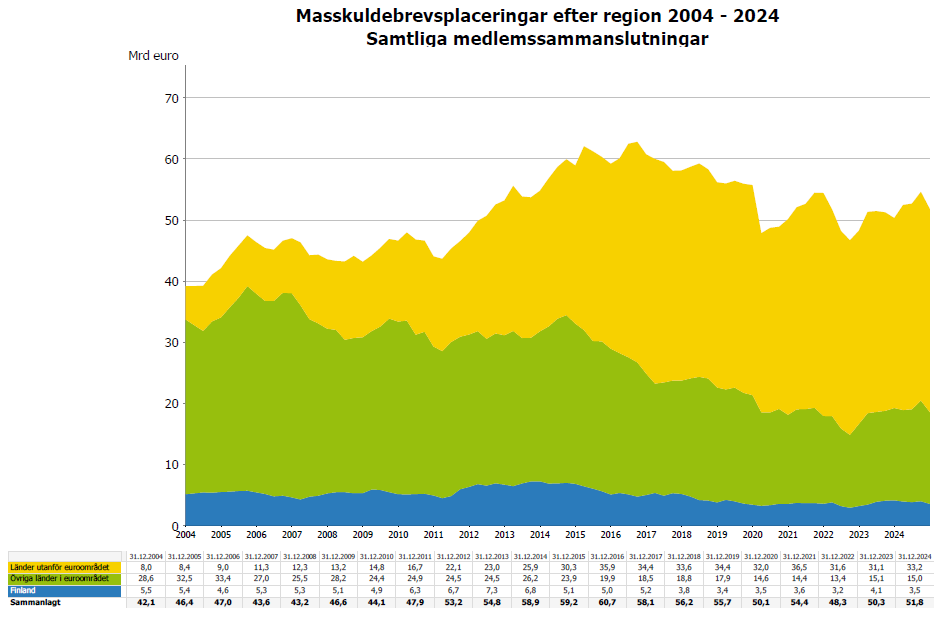 Masskuldebrevsplaceringar efter region 2004 - 2024
Samtliga medlemssammanslutningar
Mrd euro
70
60
50
40
30
20
10
0
2004 2005 2006 2007 2008 2009 2010 2011 2012 2013 2014 2015 2016 2017 2018 2019 2020 2021 2022 2023 2024
31.12.2004 31.12.2005 31.12.2006 31.12.2007 31.12.2008 31.12.2009 31.12.2010 31.12.2011 31.12.2012 31.12.2013 31.12.2014 31.12.2015 31.12.2016 31.12.2017 31.12.2018 31.12.2019 31.12.2020 31.12.2021 31.12.2022 31.12.2023 31.12.2024
Länder utanför euroområdet 8,0 8,4 9,0 11,3 12,3 13,2 14,8 16,7 22,1 23,0 25,9 30,3 35,9 34,4 33,6 34,4 32,0 36,5 31,6 31,1 33,2
Övriga länder i euroområdet 28,6 32,5 33,4 27,0 25,5 28,2 24,4 24,9 24,5 24,5 26,2 23,9 19,9 18,5 18,8 17,9 14,6 14,4 13,4 15,1 15,0
Finland 5,5 5,4 4,6 5,3 5,3 5,1 4,9 6,3 6,7 7,3 6,8 5,1 5,0 5,2 3,8 3,4 3,5 3,6 3,2 4,1 3,5
Sammanlagt 42,1 46,4 47,0 43,6 43,2 46,6 44,1 47,9 53,2 54,8 58,9 59,2 60,7 58,1 56,2 55,7 50,1 54,4 48,3 50,3 51,8